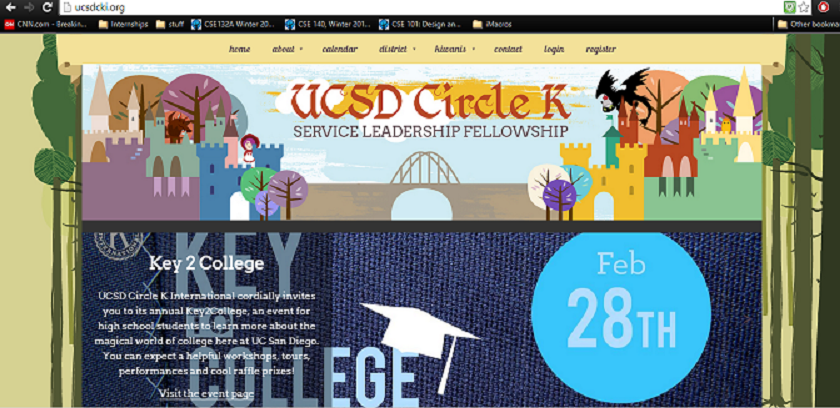 ucsdcki.org
CNN.com - Breakin...
Internships
stuff
CSE132A Winter 20...
CSE 140, Winter 201...
CSE 101: Design an...
iMacros
Other bookma
home about calendar district kiwanis contact login register
UCSD Circle K
SERVICE LEADERSHIP FELLOWSHIP
KEY
COLLEGE
Key 2 College
UCSD Circle K International cordially invites
you to its annual Key2College, an event for
high school students to learn more about the
magical world of college here at UC San Diego.
You can expect a helpful workshops, tours,
performances and cool raffle prizes!
Visit the event page
Feb
28TH